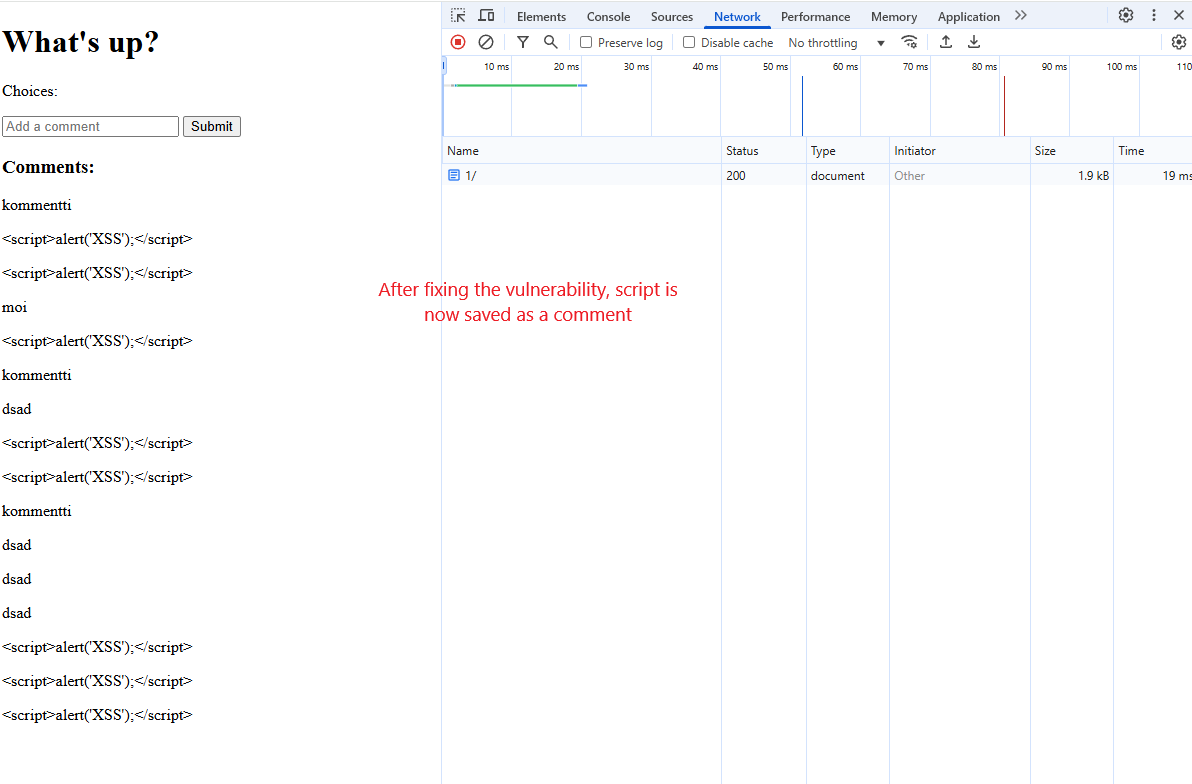 What's up?
Choices:
Add a comment Submit
Comments:
kommentti
<script>alert('XSS');</script>
<script>alert('XSS');</script>
moi
<script>alert('XSS');</script>
kommentti
dsad
<script>alert('XSS');</script>
<script>alert('XSS');</script>
kommentti
dsad
dsad
dsad
<script>alert('XSS');</script>
<script>alert('XSS');</script>
<script>alert('XSS');</script>
Elements Console Sources Network Performance Memory Application
Preserve log Disable cache No throttling
10 ms 20 ms 30 ms 40 ms 50 ms 60 ms 70 ms 80 ms 90 ms 100 ms 110
Name Status Type Initiator Size Time
1/ 200 document Other 1.9 kB 19 ms
After fixing the vulnerability, script is
now saved as a comment